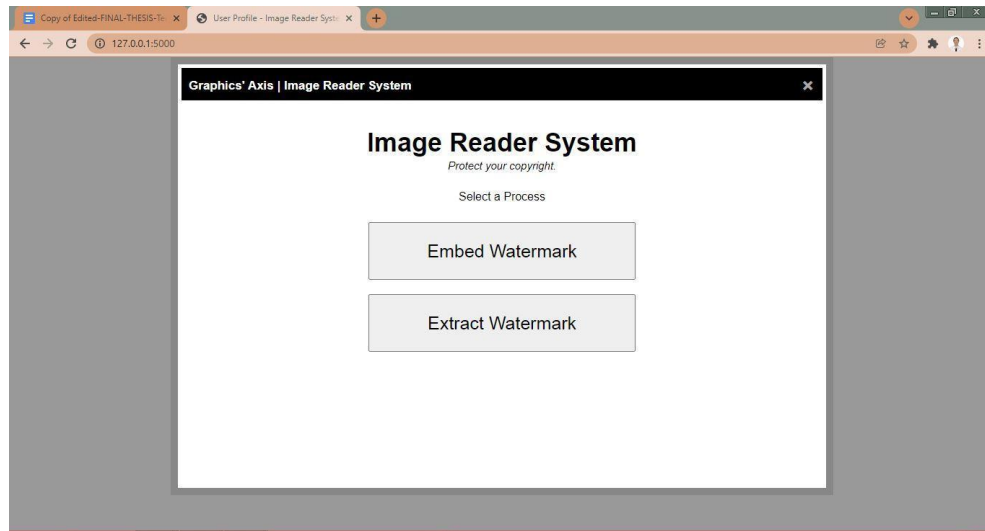 Copy of Edited-FINAL-THESIS-Te
User Profile - Image Reader Syste
127.0.0.1:5000
Graphics' Axis | Image Reader System
Image Reader System
Protect your copyright.
Select a Process
Embed Watermark
Extract Watermark